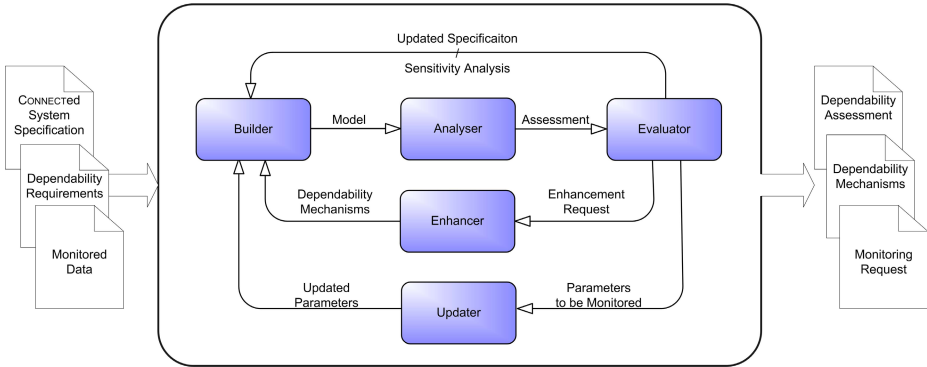 Updated Specificaiton
Sensitivity Analysis
CONNECTed
System
Specification
Dependability
Requirements
Monitored
Data
Builder
Model
Analyser
Assessment
Evaluator
Dependability
Mechanisms
Enhancer
Enhancement
Request
Updated
Parameters
Updater
Parameters
to be Monitored
Dependability
Assessment
Dependability
Mechanisms
Monitoring
Request